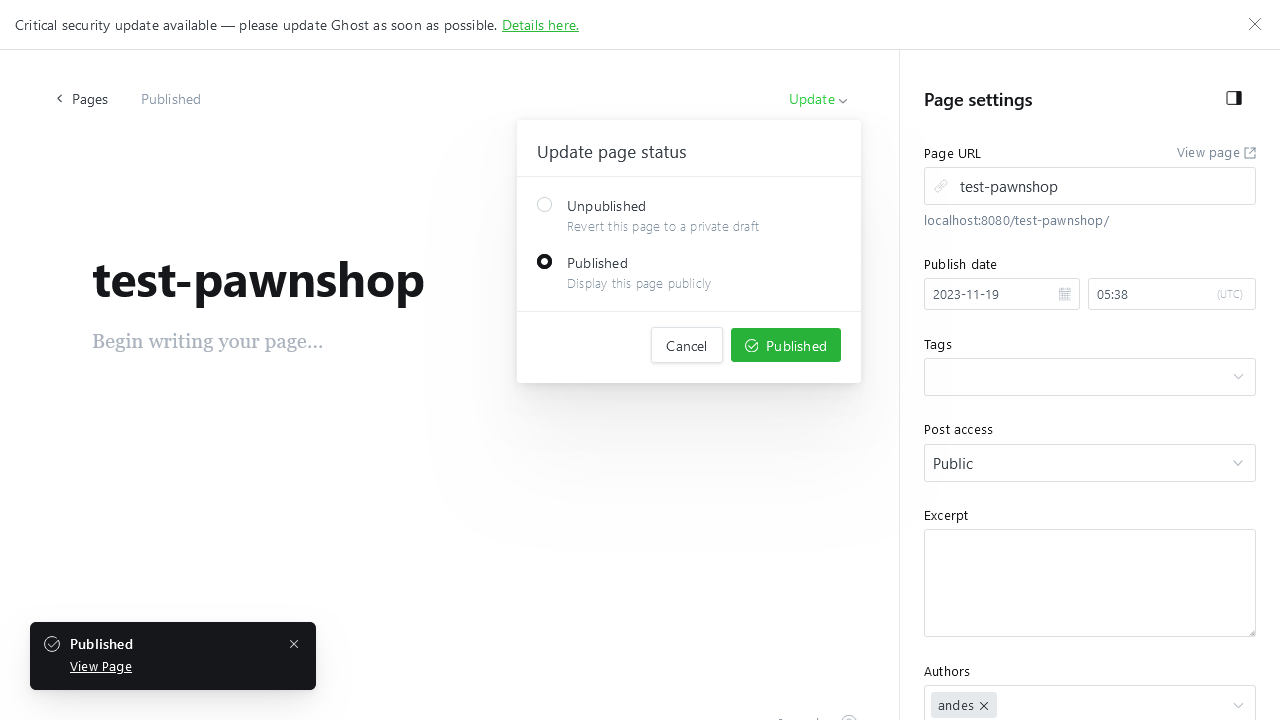 Critical security update available — please update Ghost as soon as possible. Details here.
Pages
Published
Update
Page settings
Update page status
Unpublished
Revert this page to a private draft
Published
Display this page publicly
Cancel
Published
test-pawnshop
Begin writing your page...
Page URL
View page
test-pawnshop
localhost:8080/test-pawnshop/
Publish date
2023-11-19
05:38
(UTC)
Tags
Post access
Public
Excerpt
Authors
andes
Published
View Page